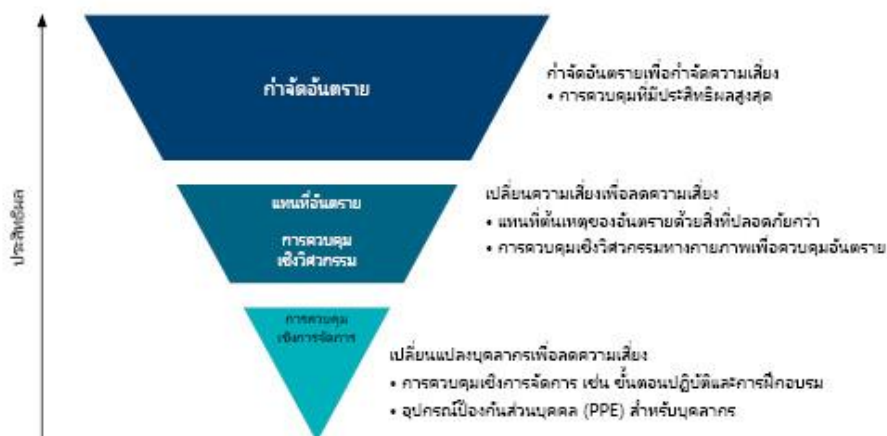 กำจัดอันตราย
กำจัดอันตรายเพื่อกำจัดความเสี่ยง
• การควบคุมที่มีประสิทธิผลสูงสุด
ประสิทธิผล
แทนที่อันตราย
การควบคุม
เชิงวิศวกรรม
เปลี่ยนความเสี่ยงเพื่อลดความเสี่ยง
• แทนที่ต้นเหตุของอันตรายด้วยสิ่งที่ปลอดภัยกว่า
• การควบคุมเชิงวิศวกรรมทางกายภาพเพื่อควบคุมอันตราย
การควบคุม
เชิงการจัดการ
เปลี่ยนแปลงบุคลากรเพื่อลดความเสี่ยง
• การควบคุมเชิงการจัดการ เช่น ขั้นตอนปฏิบัติและการฝึกอบรม
• อุปกรณ์ป้องกันส่วนบุคคล (PPE) สำหรับบุคลากร